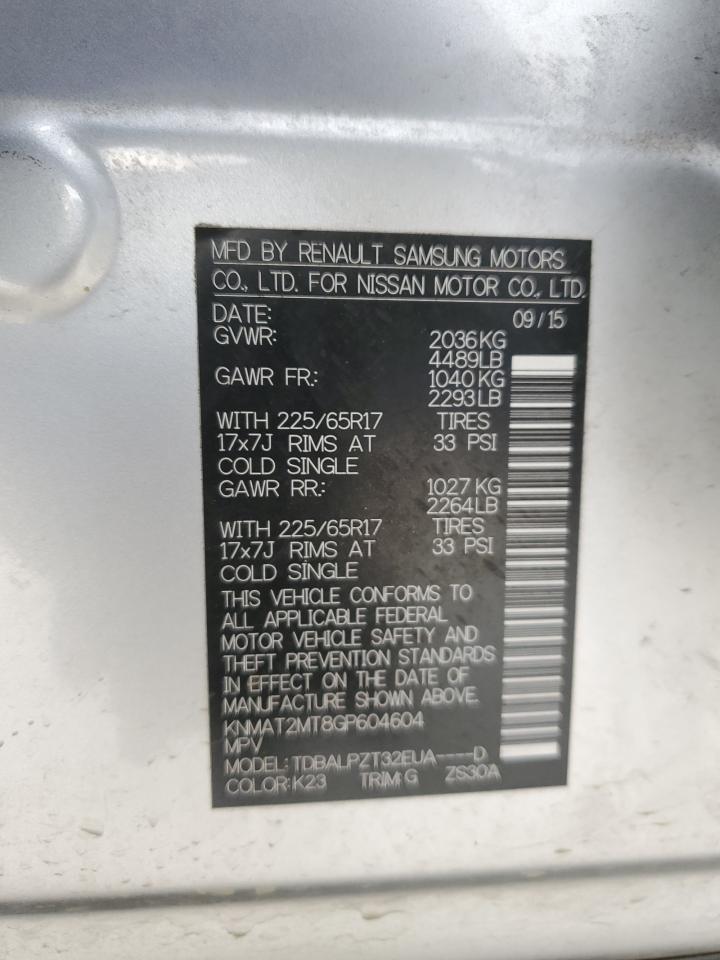 MFD BY RENAULT SAMSUNG MOTORS
CO., LTD. FOR NISSAN MOTOR CO., LTD.
DATE: 09/15
GVWR: 2036KG
4489LB
GAWR FR.: 1040KG
2293LB
WITH 225/65R17 TIRES
17x7J RIMS AT 33 PSI
COLD SINGLE
GAWR RR.: 1027KG
2264LB
WITH 225/65R17 TIRES
17x7J RIMS AT 33 PSI
COLD SINGLE
THIS VEHICLE CONFORMS TO
ALL APPLICABLE FEDERAL
MOTOR VEHICLE SAFETY AND
THEFT PREVENTION STANDARDS
IN EFFECT ON THE DATE OF
MANUFACTURE SHOWN ABOVE.
KNMAT2MT8GP604604
MPV
MODEL: TDBALPZT32EUA-----D
COLOR: K23 TRIM: G ZS30A